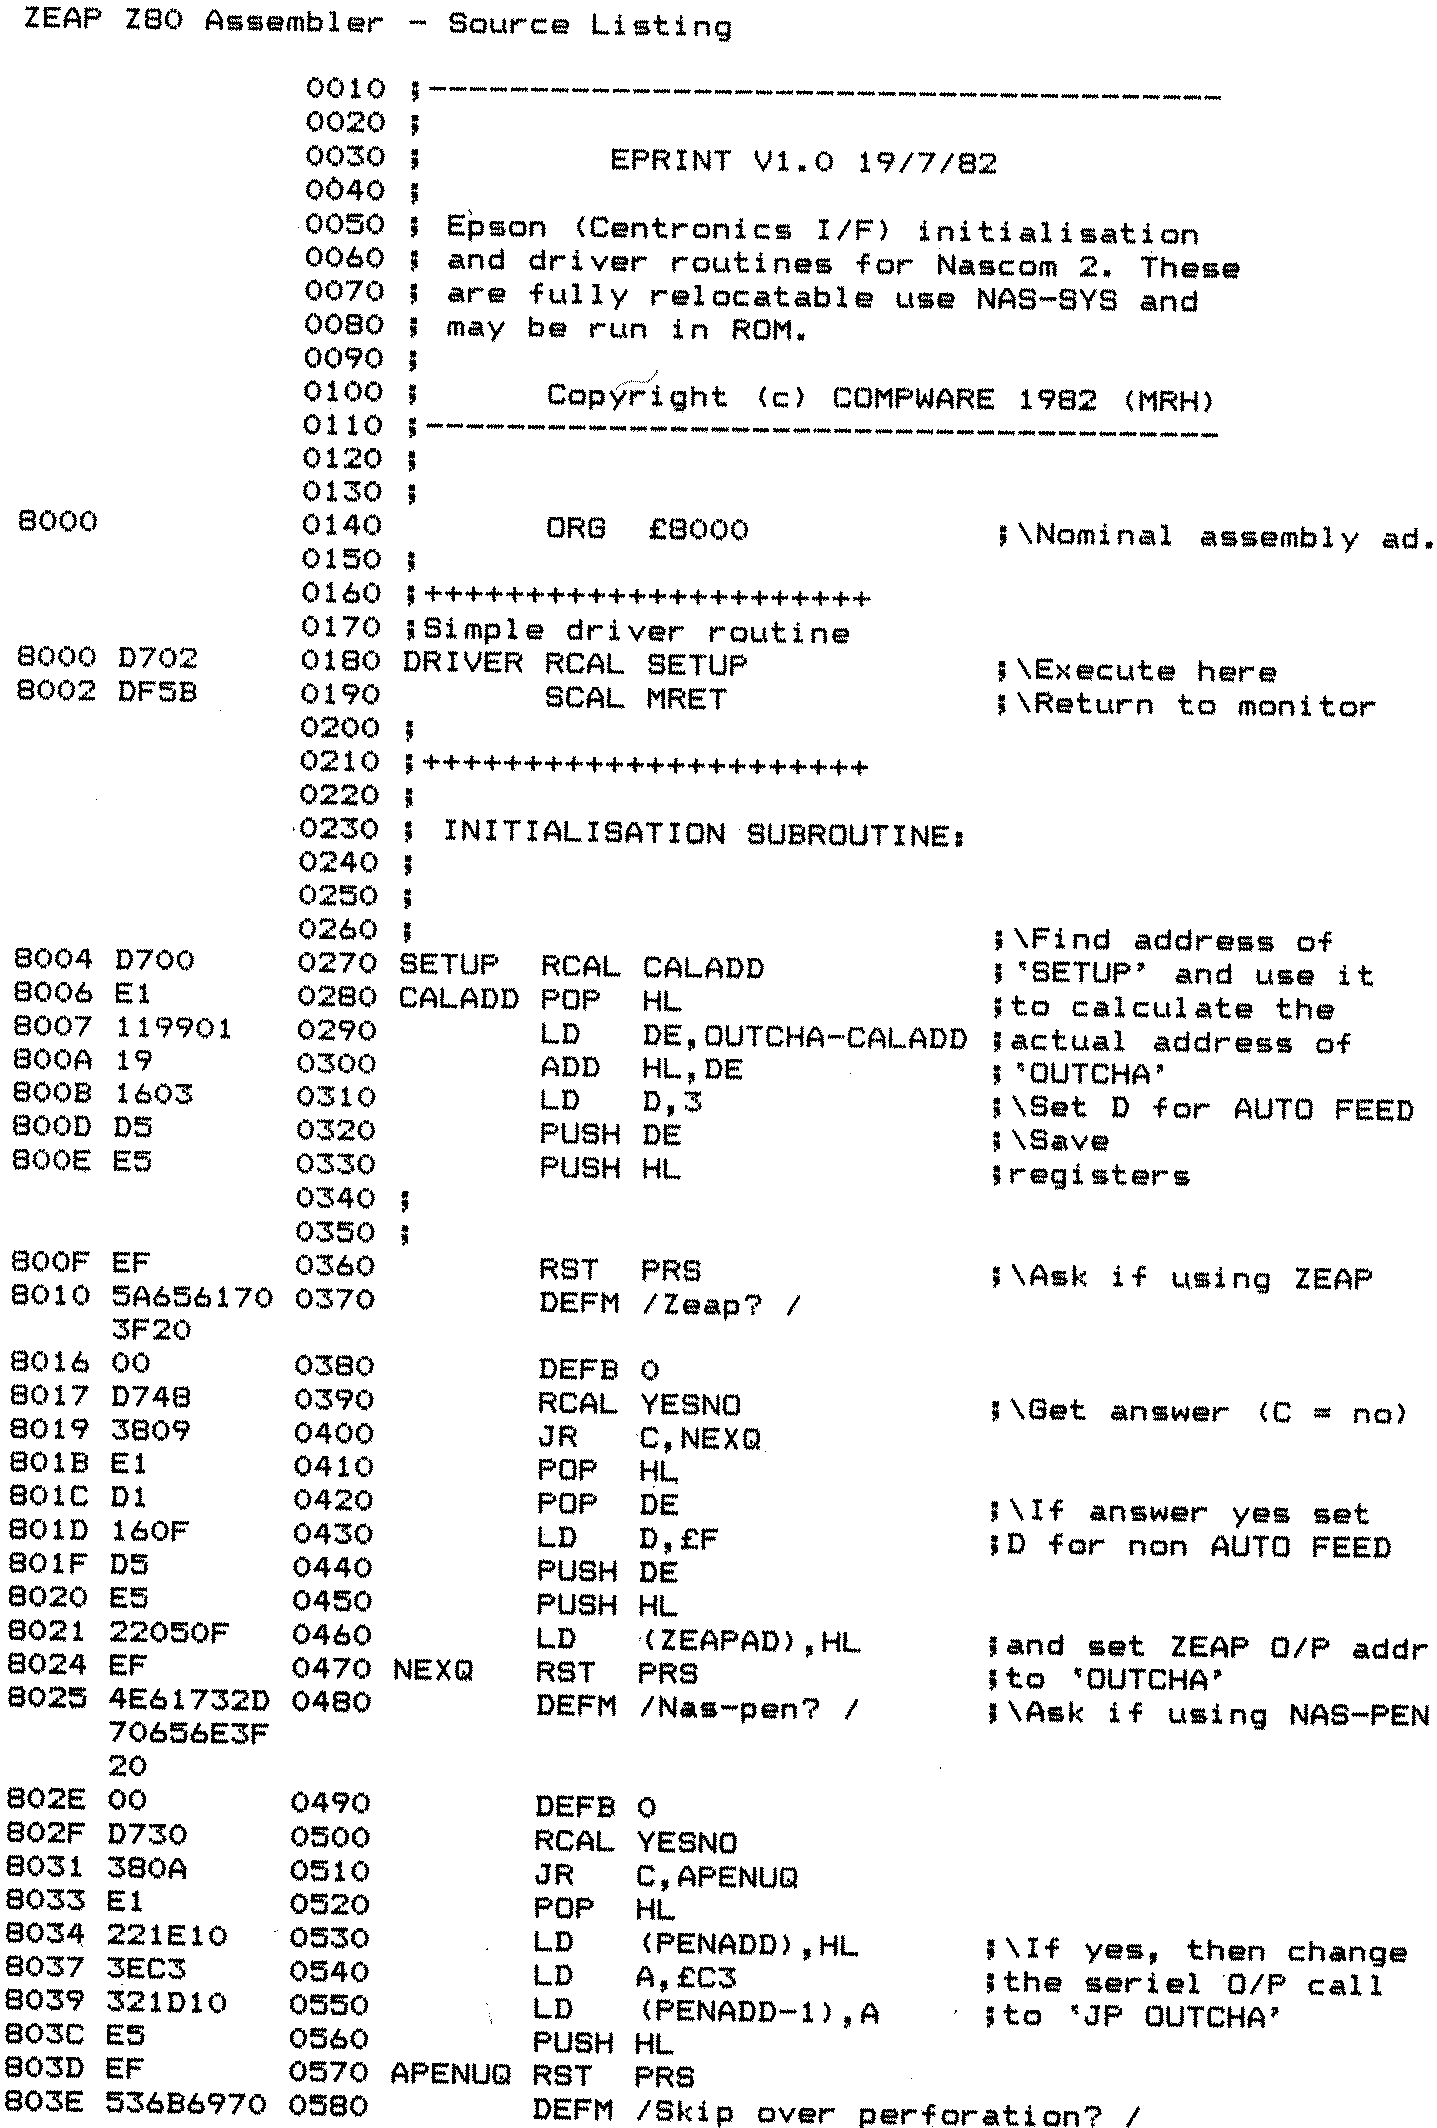 ZEAP Z80 Assembler - Source Listing
0010 ;---------------------------------------
0020 ;
0030 ;         EPRINT V1.0 19/7/82
0040 ;
0050 ; Epson (Centronics I/F) initialisation
0060 ; and driver routines for Nascom 2. These
0070 ; are fully relocatable use NAS-SYS and
0080 ; may be run in ROM.
0090 ;
0100 ;      Copyright (c) COMPWARE 1982 (MRH)
0110 ;---------------------------------------
0120 ;
0130 ;
8000          0140        ORG  £8000            ;\Nominal assembly ad.
0150 ;
0160 ;++++++++++++++++++++++
0170 ;Simple driver routine
8000 D702     0180 DRIVER RCAL SETUP            ;\Execute here
8002 DF5B     0190        SCAL MRET             ;\Return to monitor
0200 ;
0210 ;++++++++++++++++++++++
0220 ;
0230 ; INITIALISATION SUBROUTINE:
0240 ;
0250 ;
0260 ;                            ;\Find address of
8004 D700     0270 SETUP  RCAL CALADD           ;'SETUP' and use it
8006 E1       0280 CALADD POP  HL               ;to calculate the
8007 119901   0290        LD   DE,OUTCHA-CALADD ;actual address of
800A 19       0300        ADD  HL,DE            ;'OUTCHA'
800B 1603     0310        LD   D,3              ;\Set D for AUTO FEED
800D D5       0320        PUSH DE               ;\Save
800E E5       0330        PUSH HL               ;registers
0340 ;
0350 ;
800F EF       0360        RST  PRS              ;\Ask if using ZEAP
8010 5A656170 0370        DEFM /Zeap? /
3F20
8016 00       0380        DEFB 0
8017 D748     0390        RCAL YESNO            ;\Get answer (C = no)
8019 3809     0400        JR   C,NEXQ
801B E1       0410        POP  HL
801C D1       0420        POP  DE               ;\If answer yes set
801D 160F     0430        LD   D,£F             ;D for non AUTO FEED
801F D5       0440        PUSH DE
8020 E5       0450        PUSH HL
8021 22050F   0460        LD   (ZEAPAD),HL      ;and set ZEAP O/P addr
8024 EF       0470 NEXQ   RST  PRS              ;to 'OUTCHA'
8025 4E61732D 0480        DEFM /Nas-pen? /      ;\Ask if using NAS-PEN
70656E3F
20
802E 00       0490        DEFB 0
802F D730     0500        RCAL YESNO
8031 380A     0510        JR   C,APENUQ
8033 E1       0520        POP  HL
8034 221E10   0530        LD   (PENADD),HL      ;\If yes, then change
8037 3EC3     0540        LD   A,£C3            ;the seriel O/P call
8039 321D10   0550        LD   (PENADD-1),A     ;to 'JP OUTCHA'
803C E5       0560        PUSH HL
803D EF       0570 APENUQ RST  PRS
803E 536B6970 0580        DEFM /Skip over perforation? /